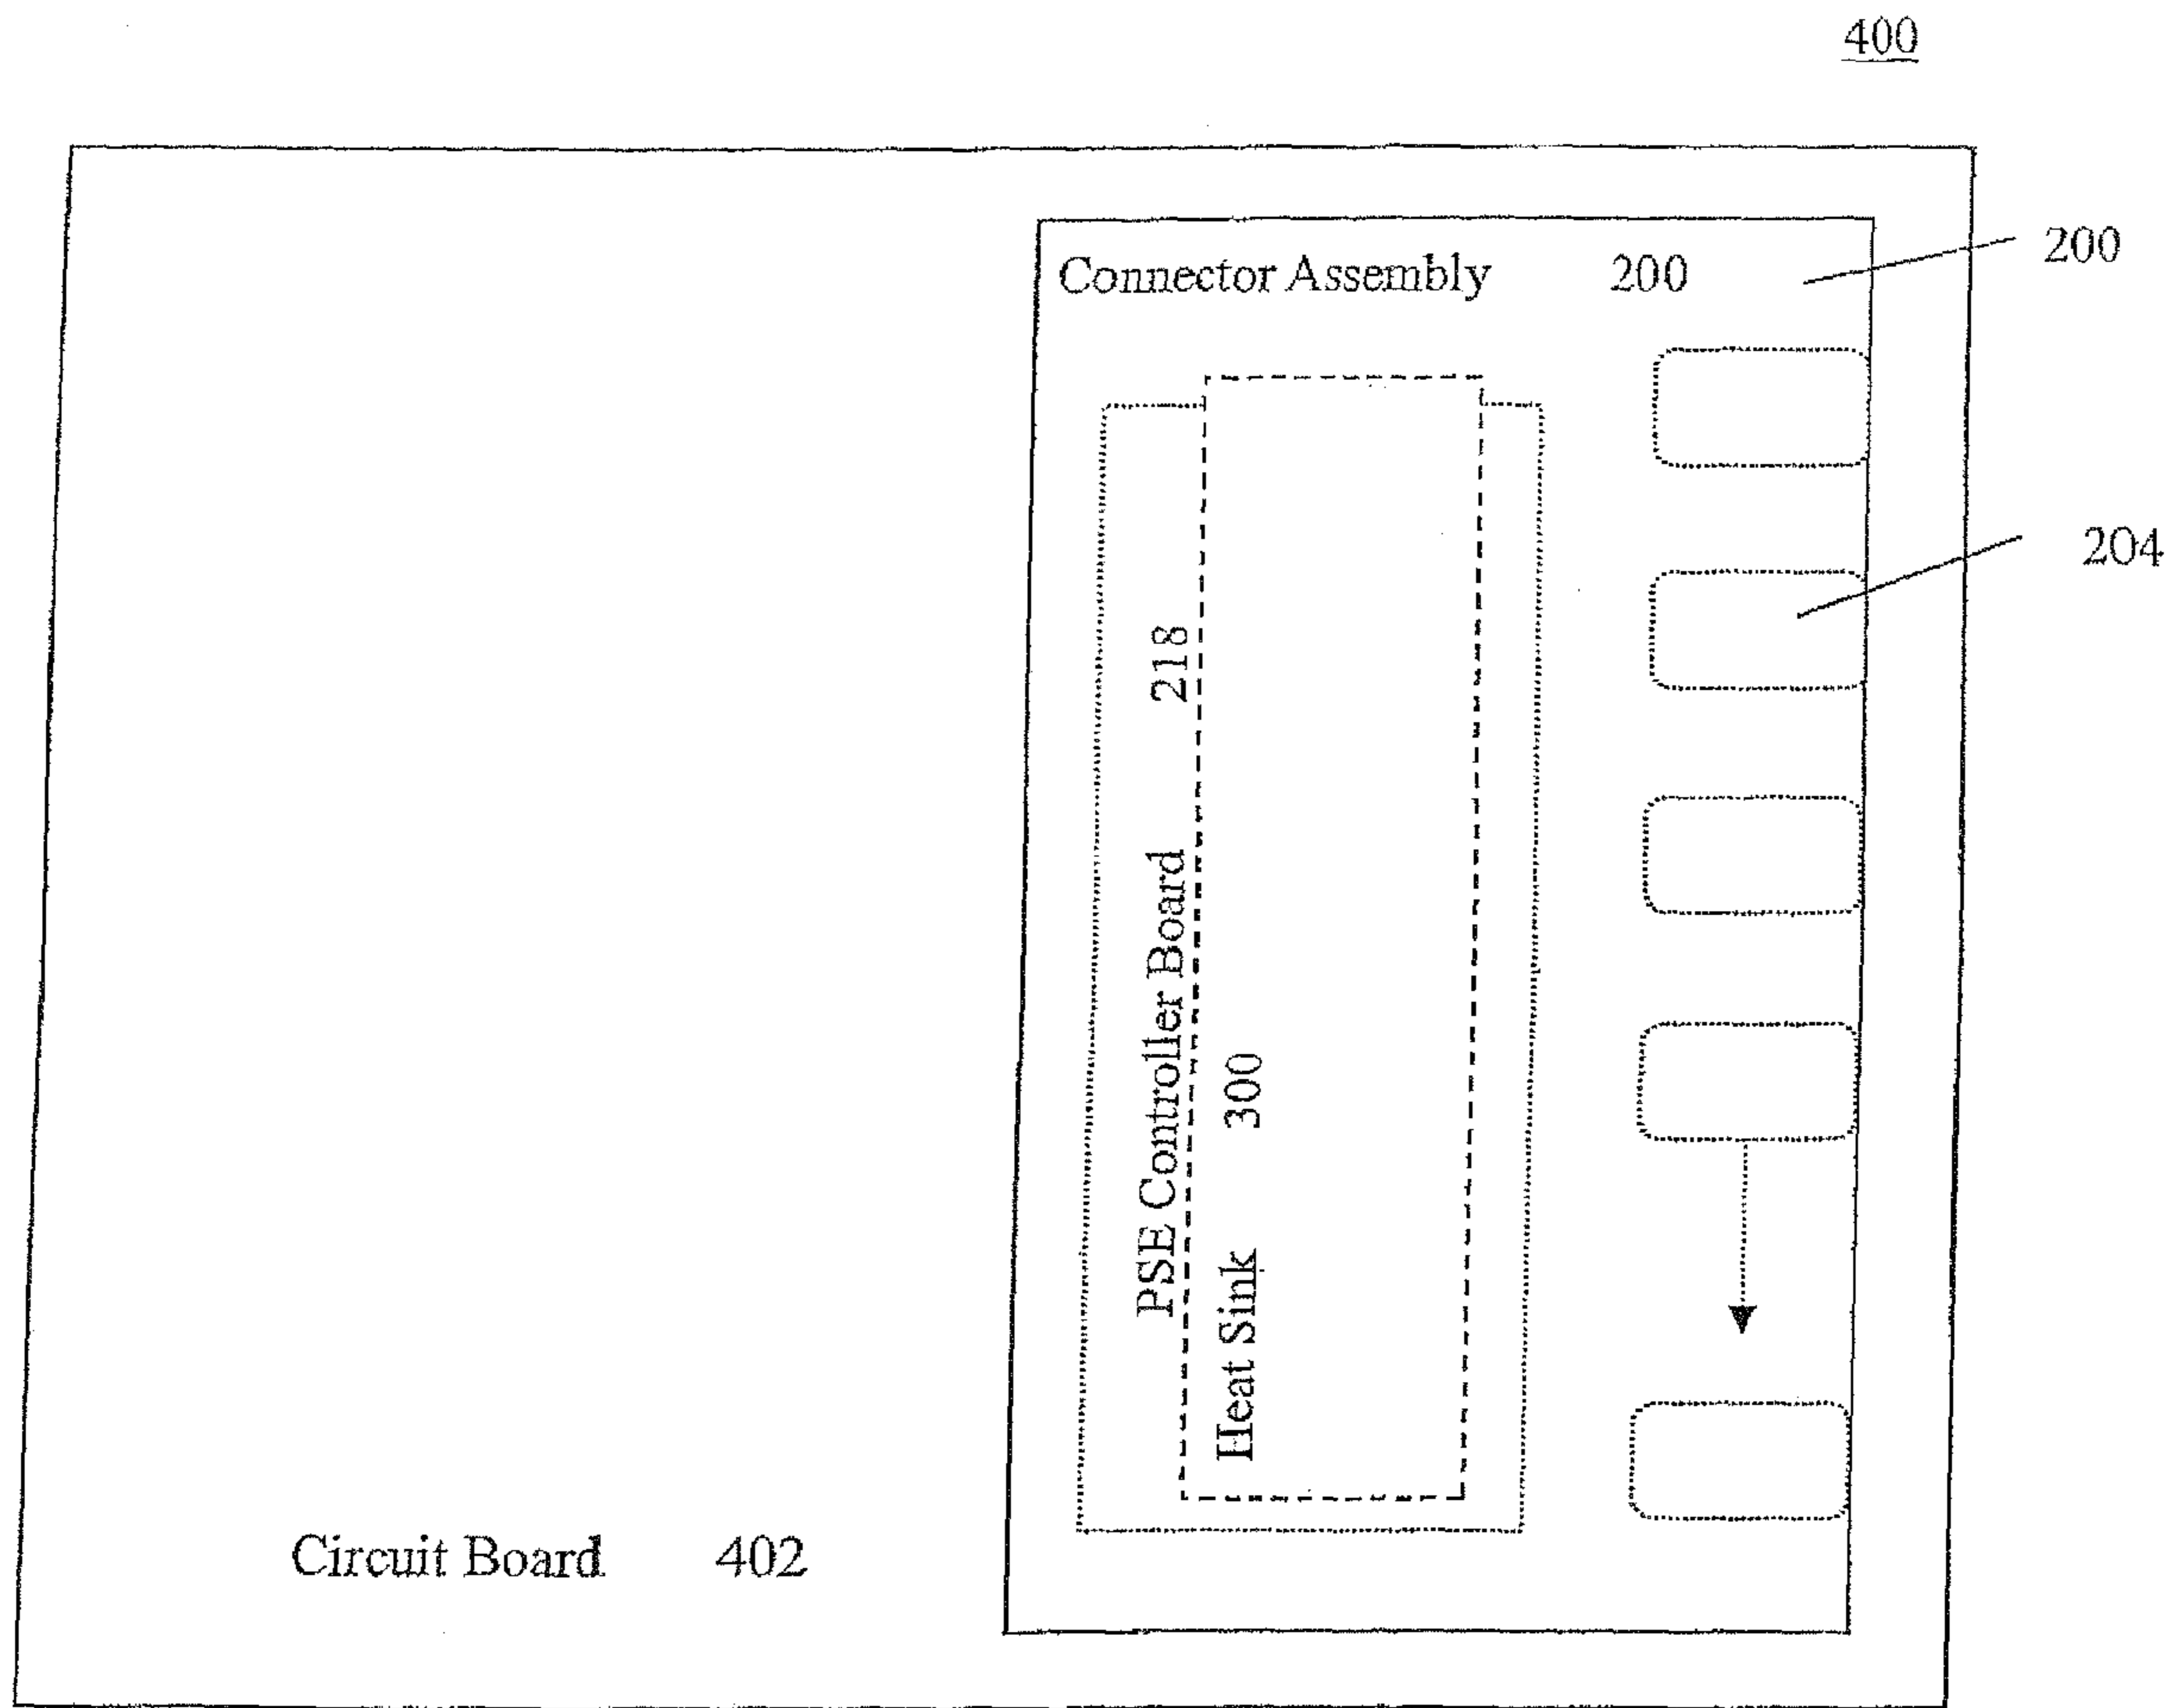 400
Connector Assembly 200
200
204
PSE Controller Board 218
Heat Sink 300
Circuit Board 402